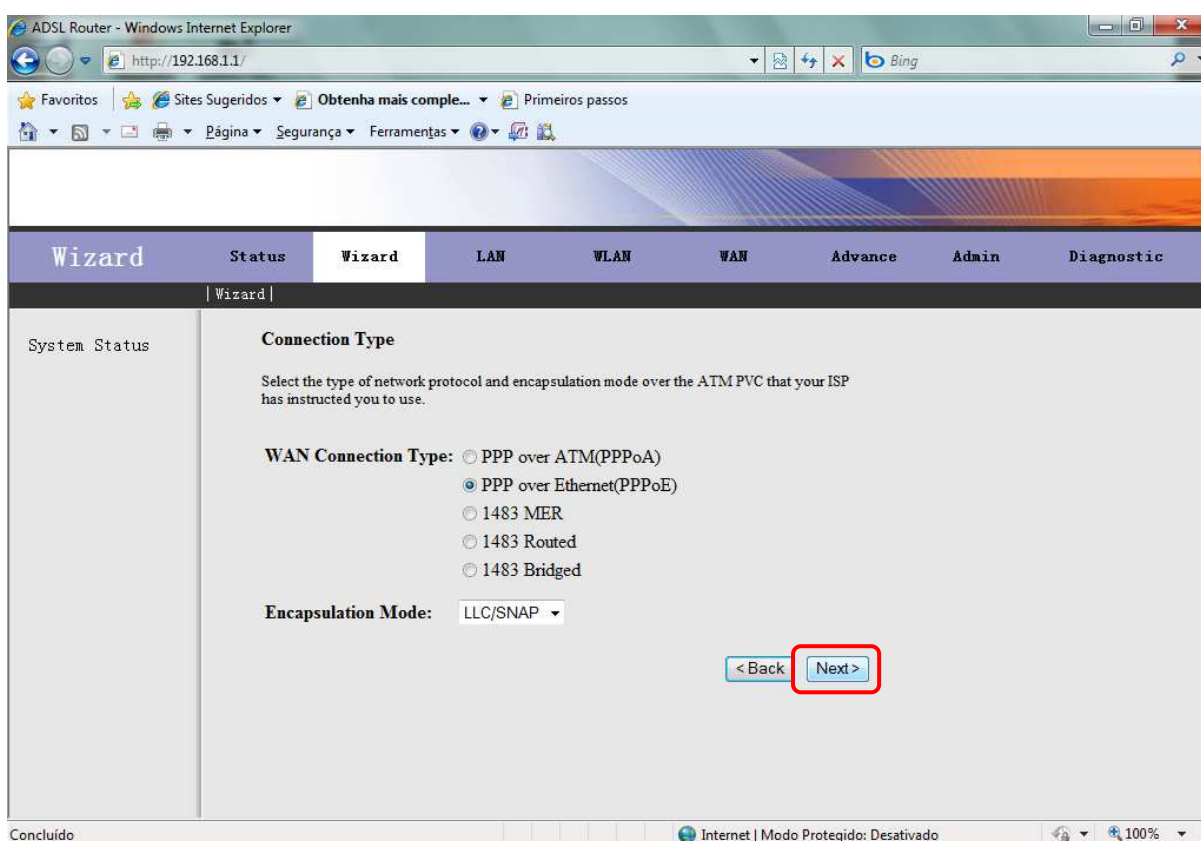 ADSL Router - Windows Internet Explorer
http://192.168.1.1/
Bing
Favoritos Sites Sugeridos Obtenha mais comple... Primeiros passos
Página Segurança Ferramentas
Wizard Status Wizard LAN WLAN WAN Advance Admin Diagnostic
|Wizard|
System Status
Connection Type
Select the type of network protocol and encapsulation mode over the ATM PVC that your ISP
has instructed you to use.
WAN Connection Type: PPP over ATM(PPPoA)
PPP over Ethernet(PPPoE)
1483 MER
1483 Routed
1483 Bridged
Encapsulation Mode: LLC/SNAP
< Back Next >
Concluído Internet | Modo Protegido: Desativado 100%